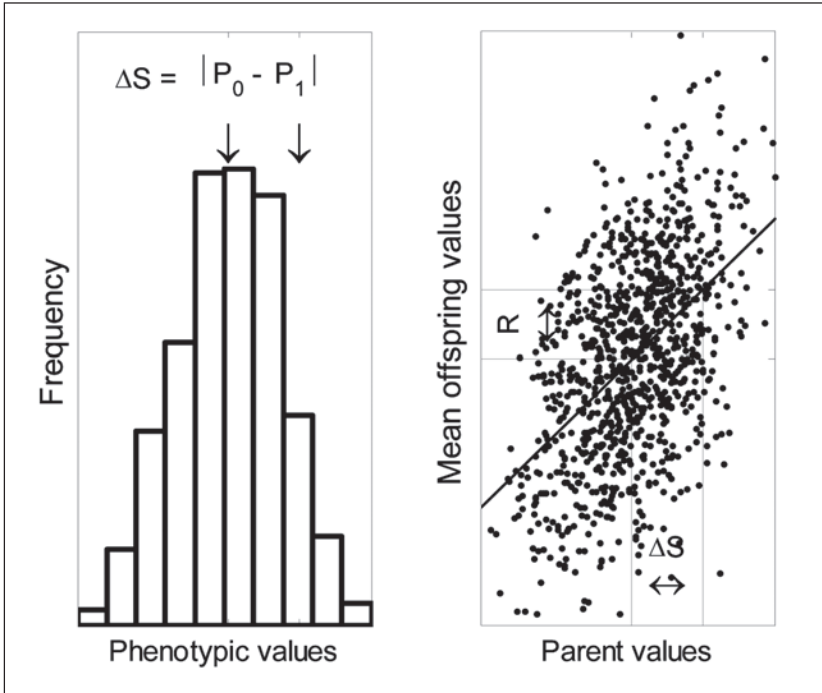 ΔS = |P₀ - P₁|
Frequency
Phenotypic values
Mean offspring values
R
ΔS
Parent values